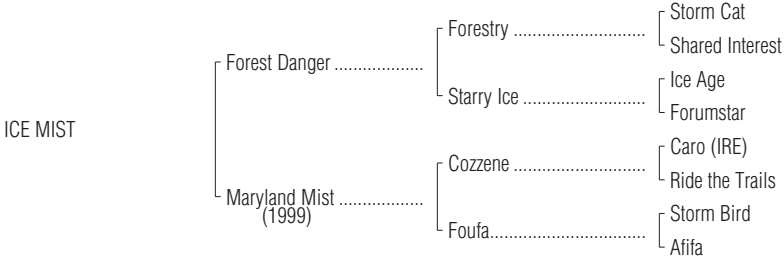 Storm Cat
Forestry ............................
Shared Interest
Forest Danger ...................
Ice Age
Starry Ice ..........................
Forumstar
ICE MIST
Caro (IRE)
Cozzene ............................
Ride the Trails
Maryland Mist ..................
(1999)
Storm Bird
Foufa.................................
Afifa